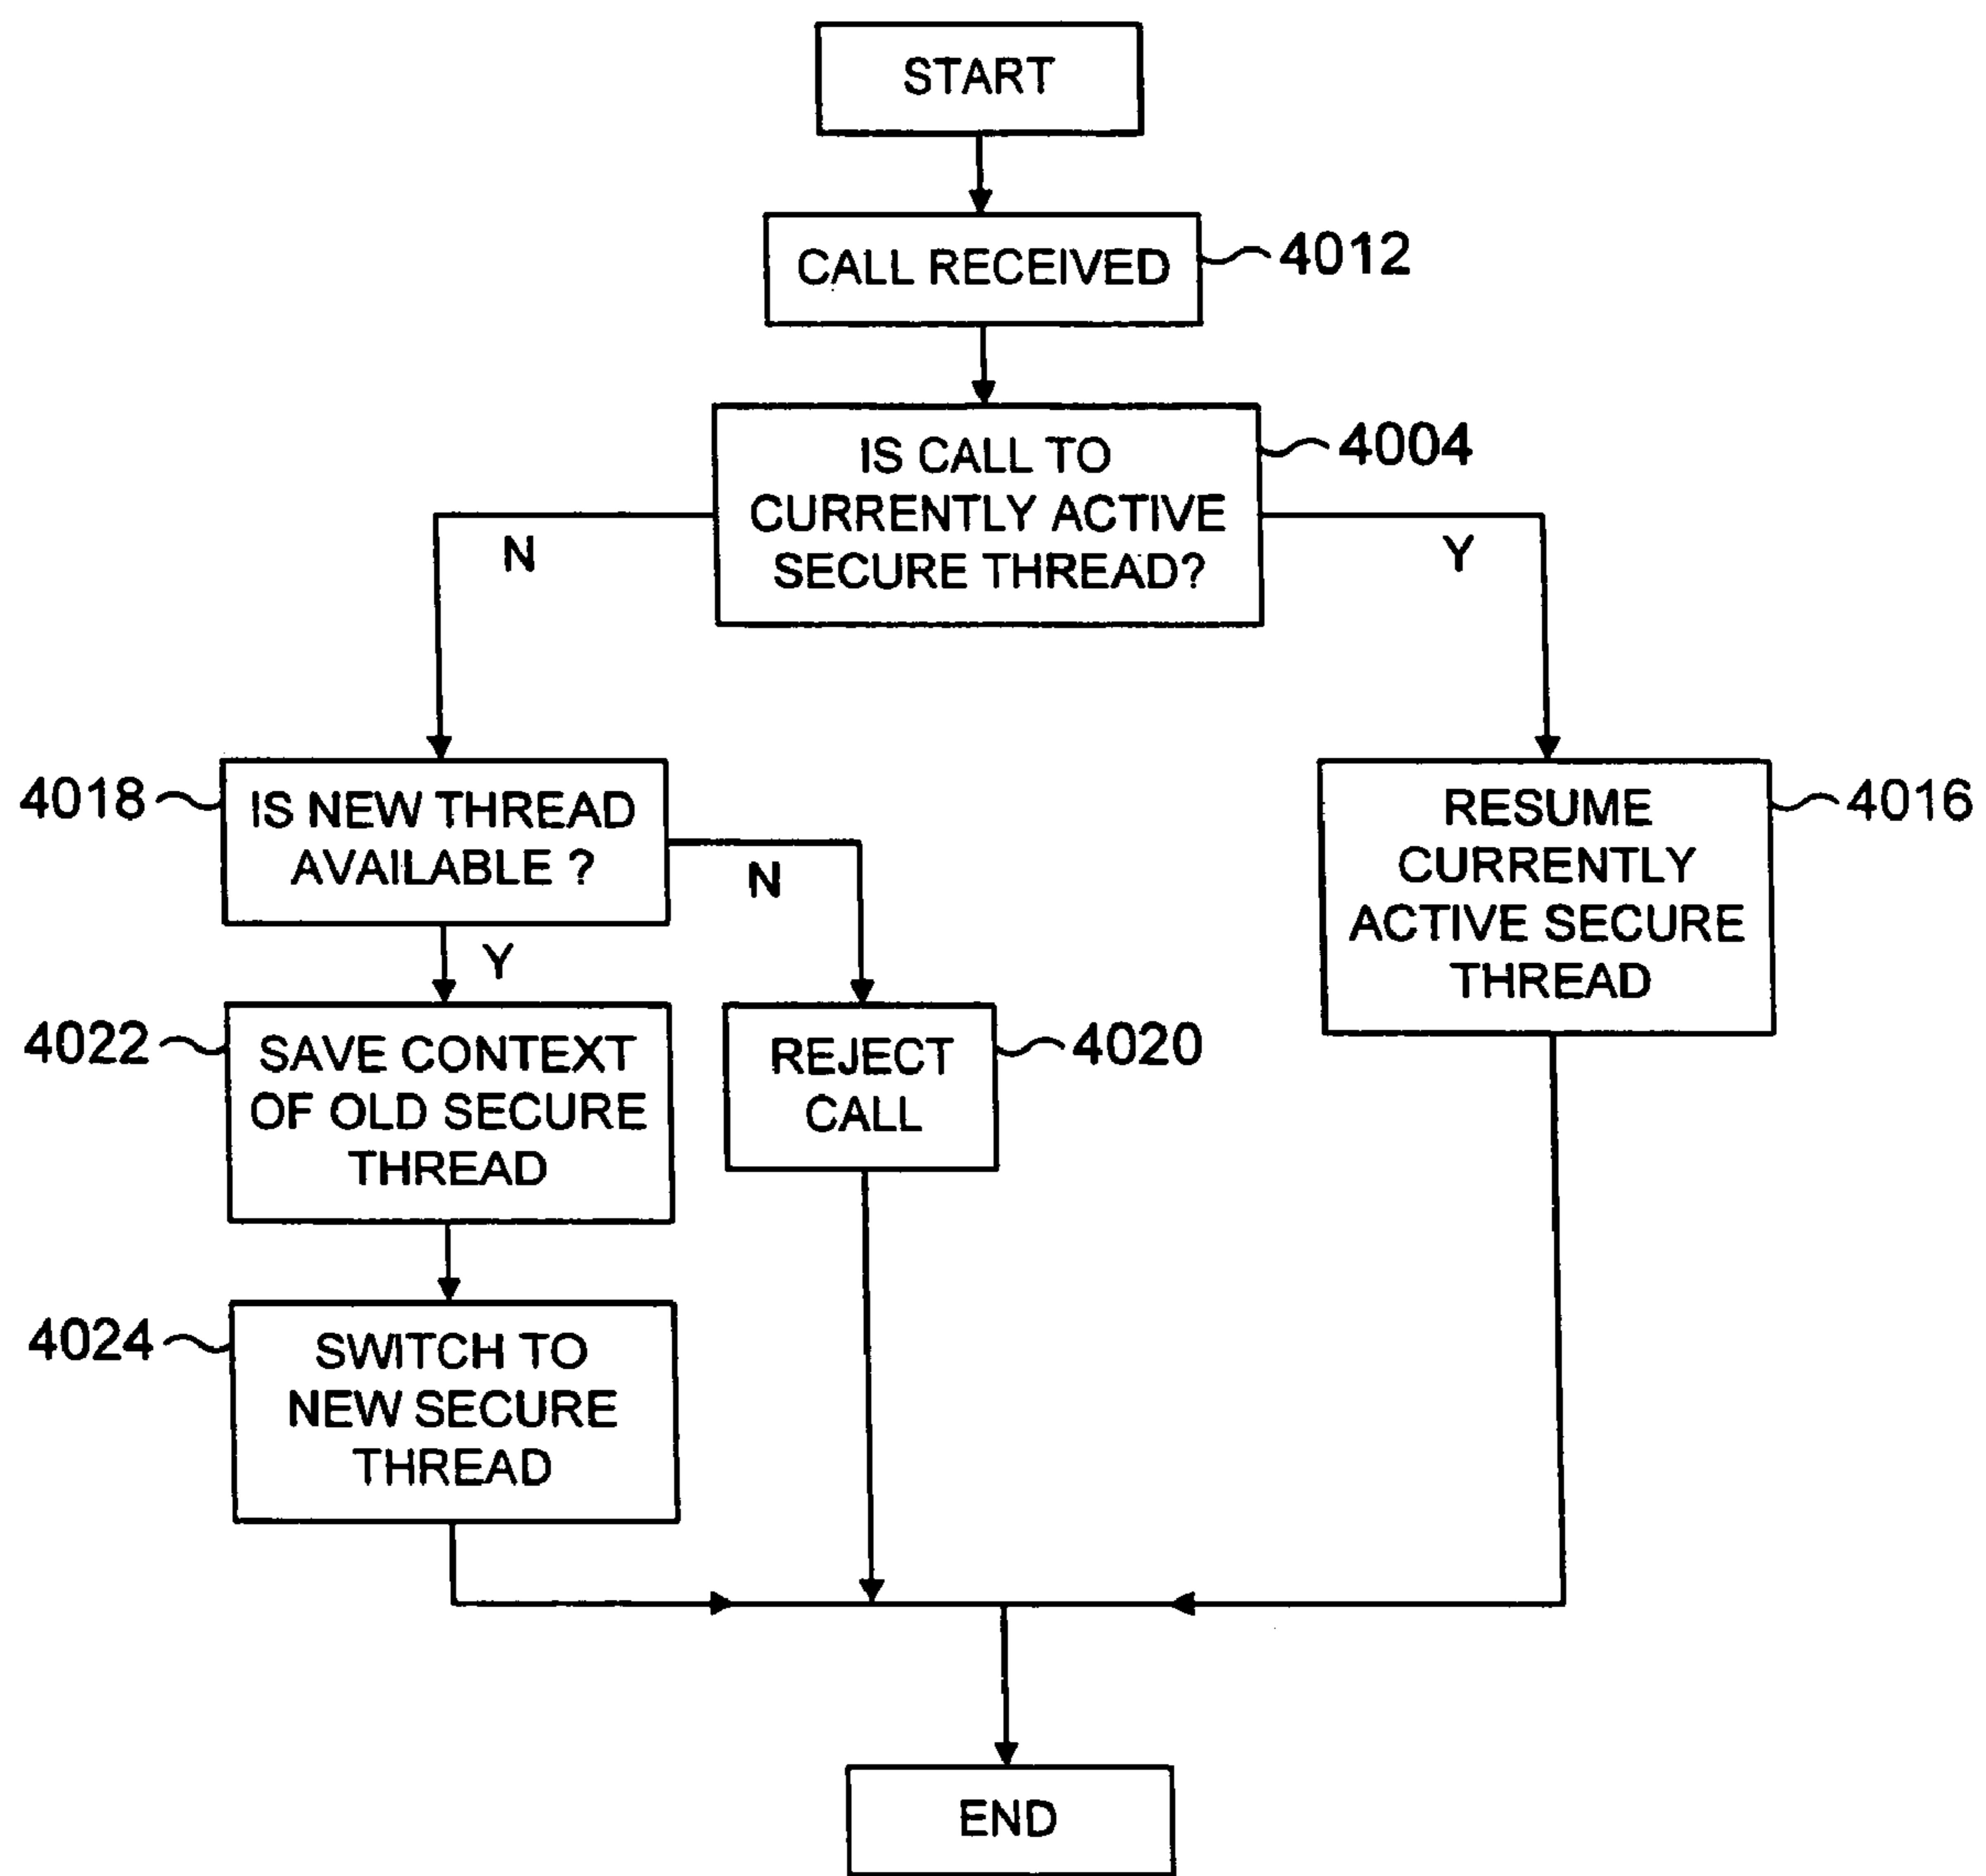 START
CALL RECEIVED
4012
IS CALL TO
CURRENTLY ACTIVE
SECURE THREAD?
4004
N
Y
4018
IS NEW THREAD
AVAILABLE ?
N
Y
RESUME
CURRENTLY
ACTIVE SECURE
THREAD
4016
4022
SAVE CONTEXT
OF OLD SECURE
THREAD
REJECT
CALL
4020
4024
SWITCH TO
NEW SECURE
THREAD
END